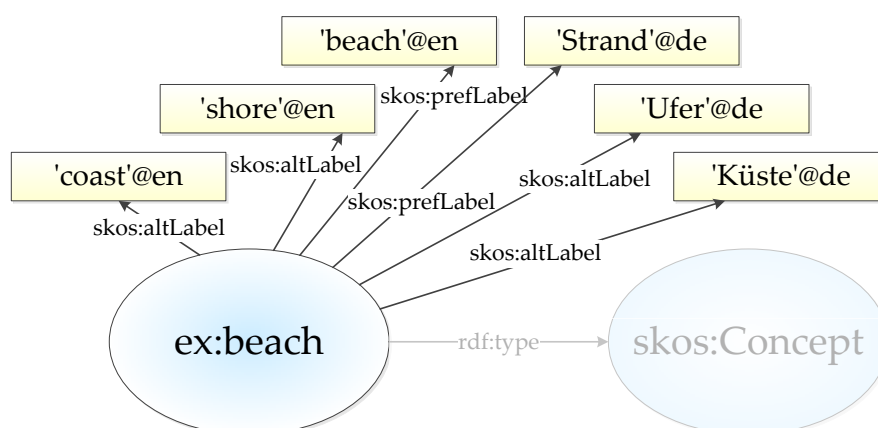 'beach'@en
'Strand'@de
skos:prefLabel
'shore'@en
'Ufer'@de
skos:altLabel
skos:altLabel
'coast'@en
'Küste'@de
skos:prefLabel
skos:altLabel
skos:altLabel
ex:beach
rdf:type
skos:Concept